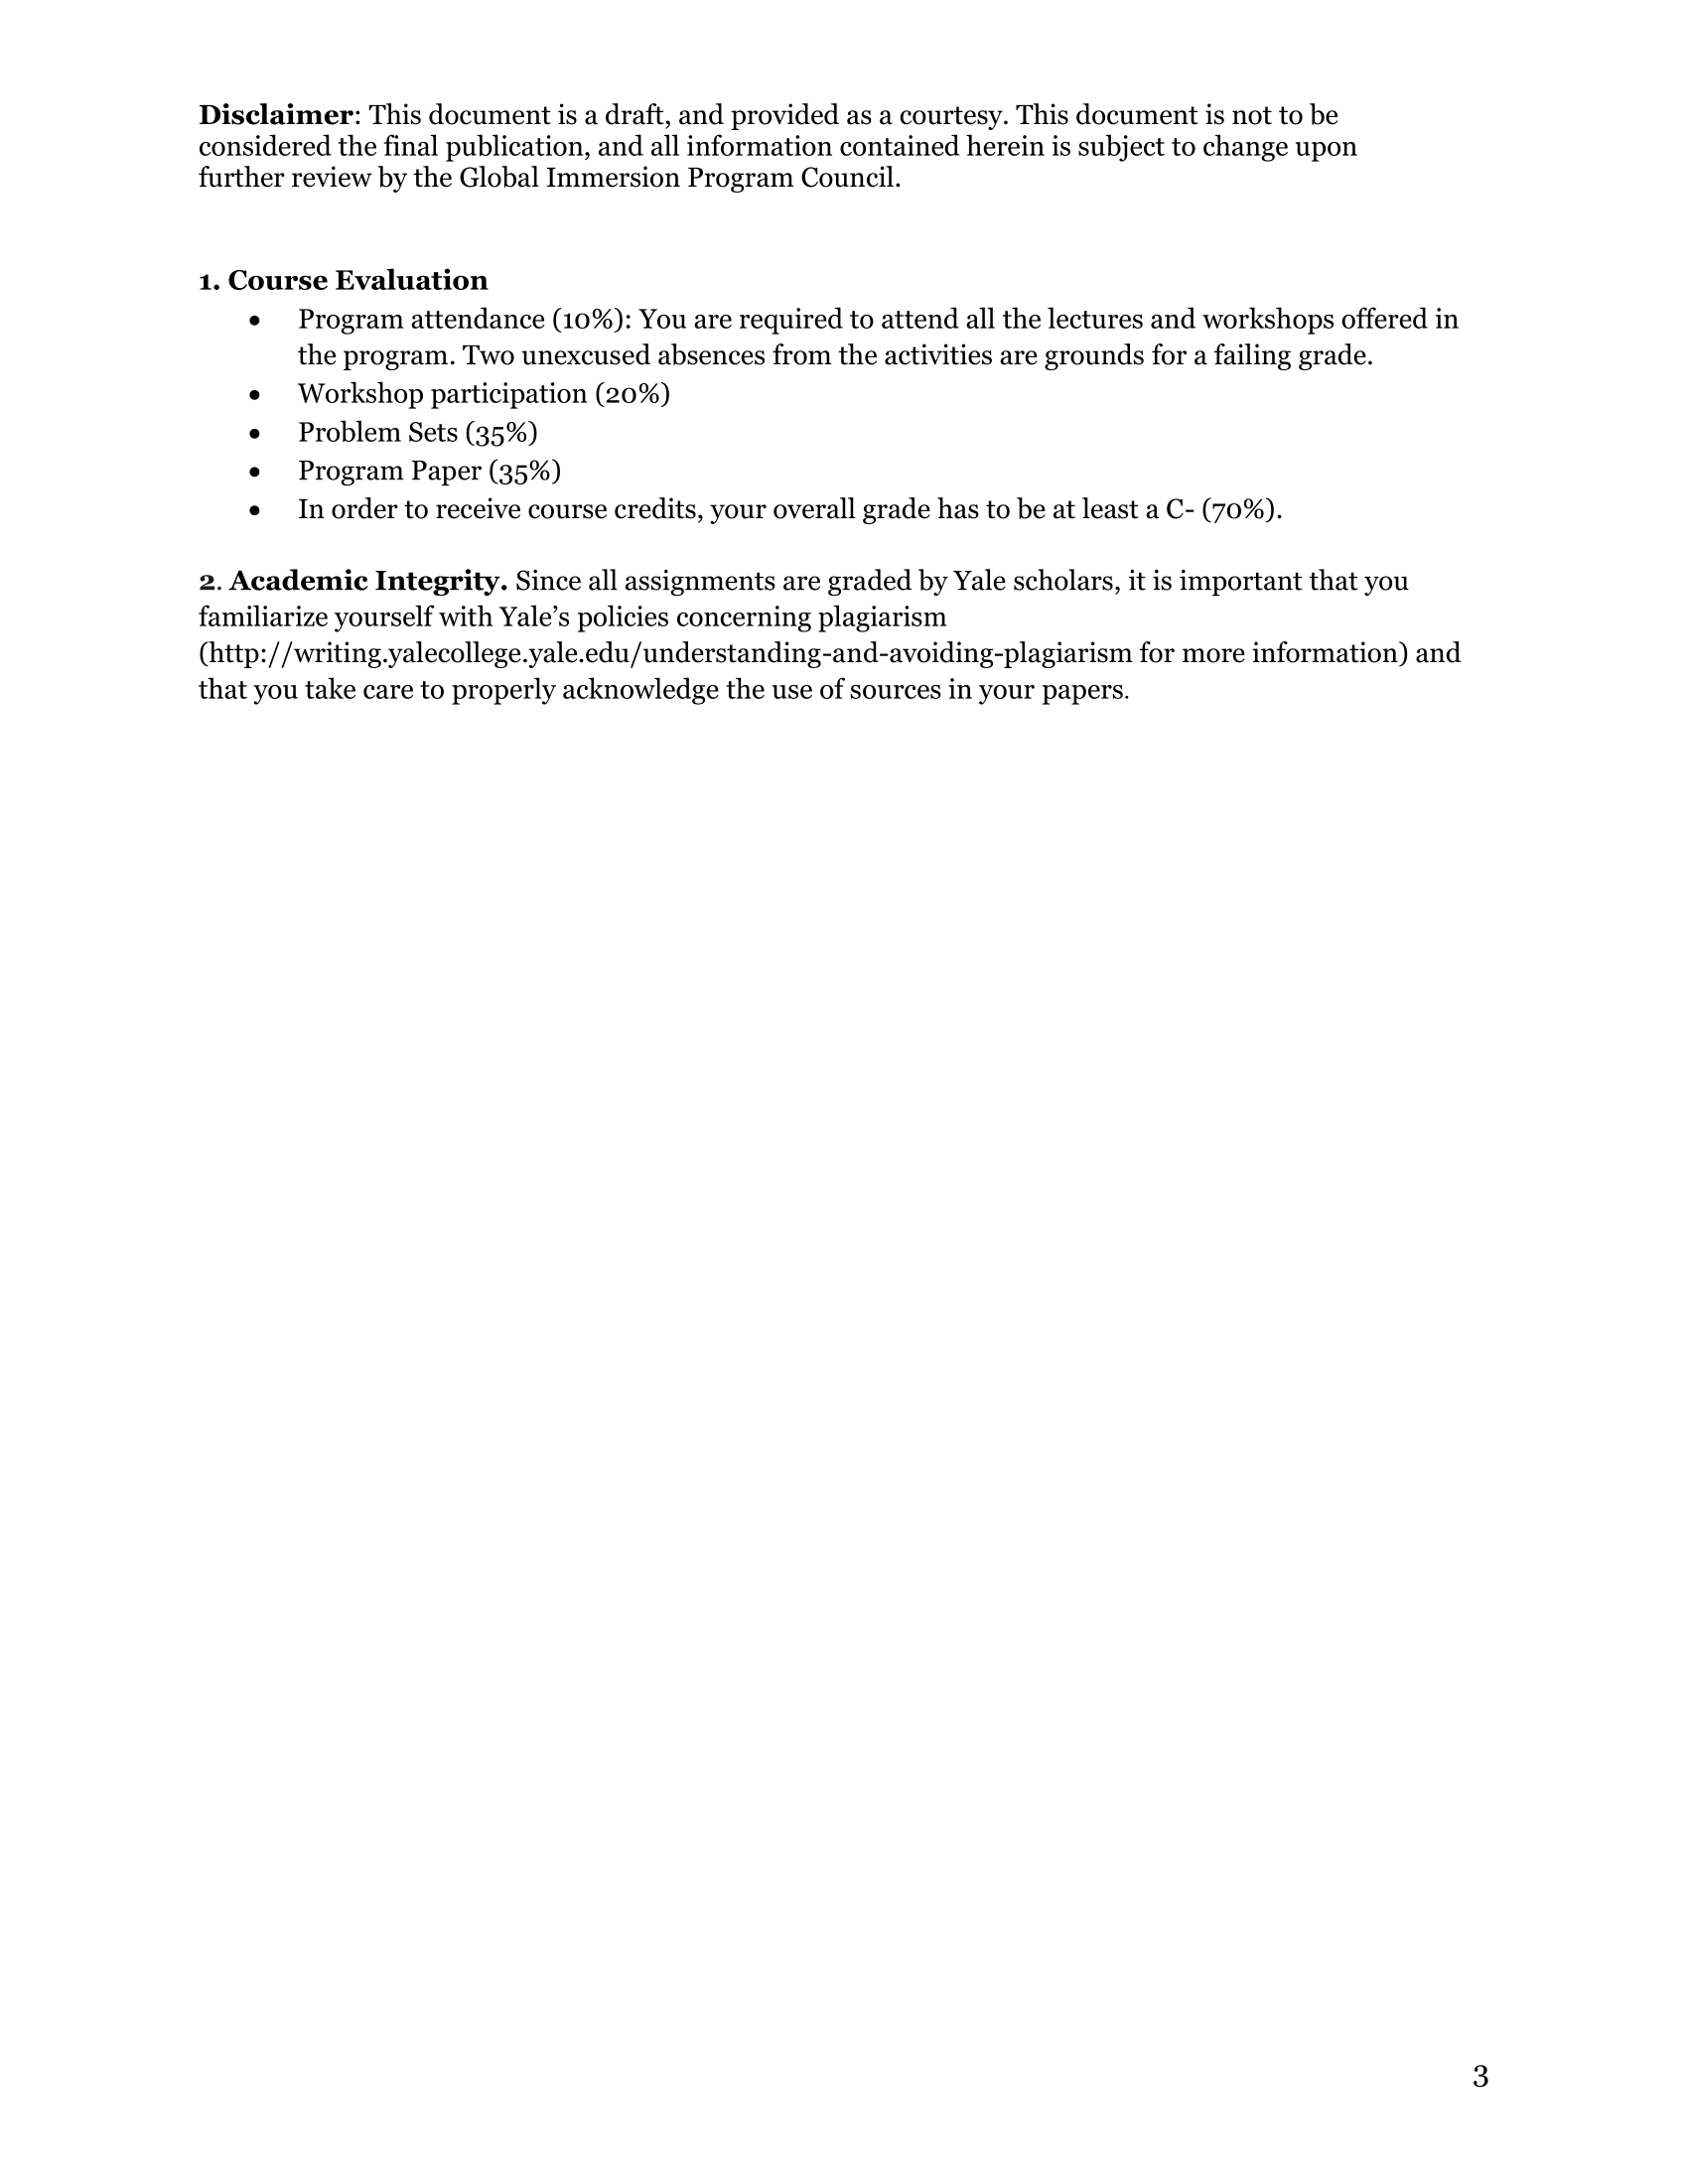 Disclaimer: This document is a draft, and provided as a courtesy. This document is not to be
considered the final publication, and all information contained herein is subject to change upon
further review by the Global Immersion Program Council.
1. Course Evaluation
• Program attendance (10%): You are required to attend all the lectures and workshops offered in
the program. Two unexcused absences from the activities are grounds for a failing grade.
• Workshop participation (20%)
• Problem Sets (35%)
• Program Paper (35%)
• In order to receive course credits, your overall grade has to be at least a C- (70%).
2. Academic Integrity. Since all assignments are graded by Yale scholars, it is important that you
familiarize yourself with Yale’s policies concerning plagiarism
(http://writing.yalecollege.yale.edu/understanding-and-avoiding-plagiarism for more information) and
that you take care to properly acknowledge the use of sources in your papers.
3